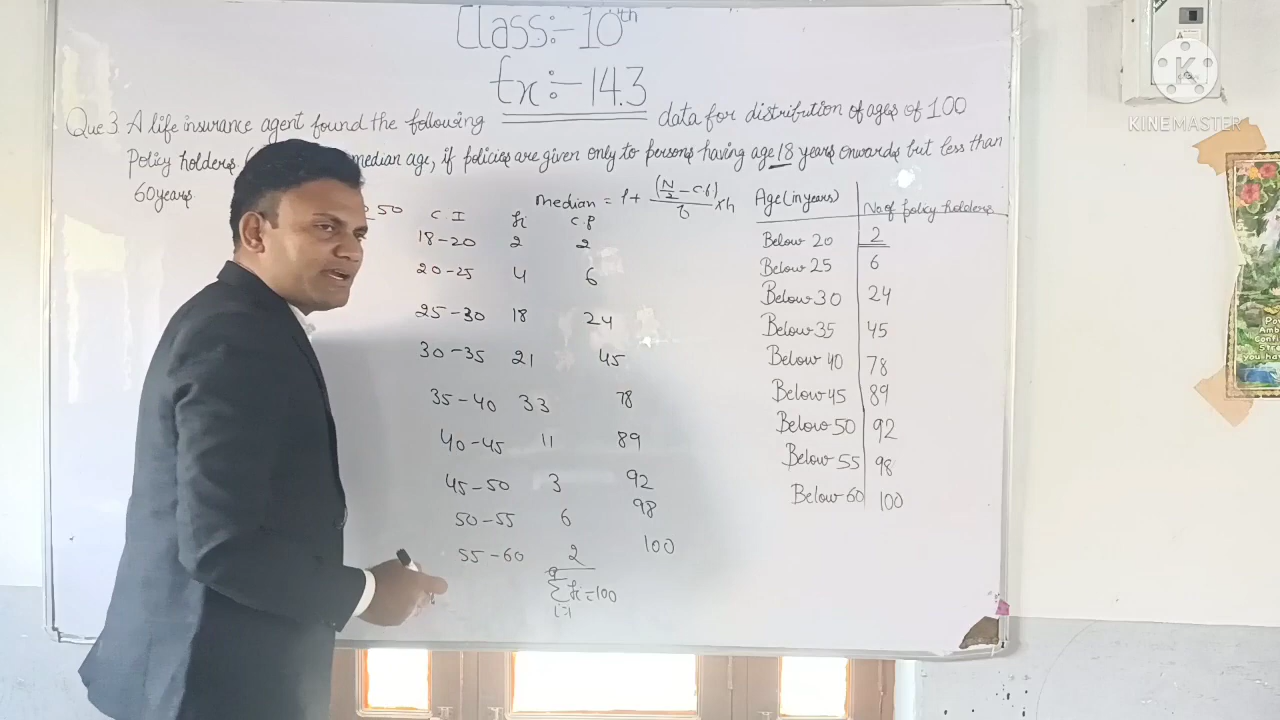 Class:- 10th
Ex:- 14.3
Que 3. A life insurance agent found the following data for distribution of ages of 100
Policy holders median age, if policies are given only to persons having age 18 years onwards but less than
60 years
50
median = l + (N/2 - c.f) / f × h
C.I fi c.f
18-20 2 2
20-25 4 6
25-30 18 24
30-35 21 45
35-40 33 78
40-45 11 89
45-50 3 92
50-55 6 98
55-60 2 100
9
∑ fi = 100
i=1
Age (in years) No. of policy holders
Below 20 2
Below 25 6
Below 30 24
Below 35 45
Below 40 78
Below 45 89
Below 50 92
Below 55 98
Below 60 100
K
KINEMASTER